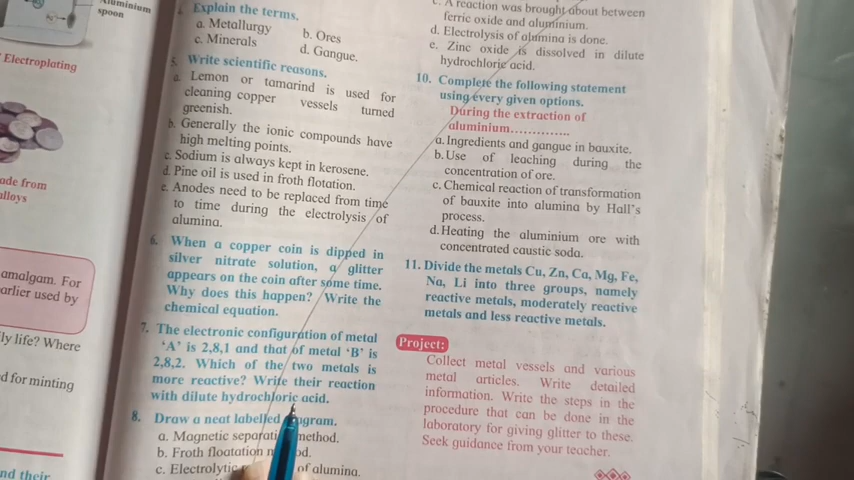 Aluminium
spoon
Electroplating
ade from
alloys
amalgam. For
arlier used by
ly life? Where
d for minting
nd their
Explain the terms.
a. Metallurgy b. Ores
c. Minerals d. Gangue.
5. Write scientific reasons.
a. Lemon or tamarind is used for
cleaning copper vessels turned
greenish.
b. Generally the ionic compounds have
high melting points.
c. Sodium is always kept in kerosene.
d. Pine oil is used in froth flotation.
e. Anodes need to be replaced from time
to time during the electrolysis of
alumina.
6. When a copper coin is dipped in
silver nitrate solution, a glitter
appears on the coin after some time.
Why does this happen? Write the
chemical equation.
7. The electronic configuration of metal
‘A’ is 2,8,1 and that of metal ‘B’ is
2,8,2. Which of the two metals is
more reactive? Write their reaction
with dilute hydrochloric acid.
8. Draw a neat labelled
a. Magnetic method.
b. Froth floatation
c. Electrolytic of alumina.
c. A reaction was brought about between
ferric oxide and aluminium.
d. Electrolysis of alumina is done.
e. Zinc oxide is dissolved in dilute
hydrochloric acid.
10. Complete the following statement
using every given options.
During the extraction of
aluminium.............
a. Ingredients and gangue in bauxite.
b. Use of leaching during the
concentration of ore.
c. Chemical reaction of transformation
of bauxite into alumina by Hall’s
process.
d. Heating the aluminium ore with
concentrated caustic soda.
11. Divide the metals Cu, Zn, Ca, Mg, Fe,
Na, Li into three groups, namely
reactive metals, moderately reactive
metals and less reactive metals.
Project:
Collect metal vessels and various
metal articles. Write detailed
information. Write the steps in the
procedure that can be done in the
laboratory for giving glitter to these.
Seek guidance from your teacher.